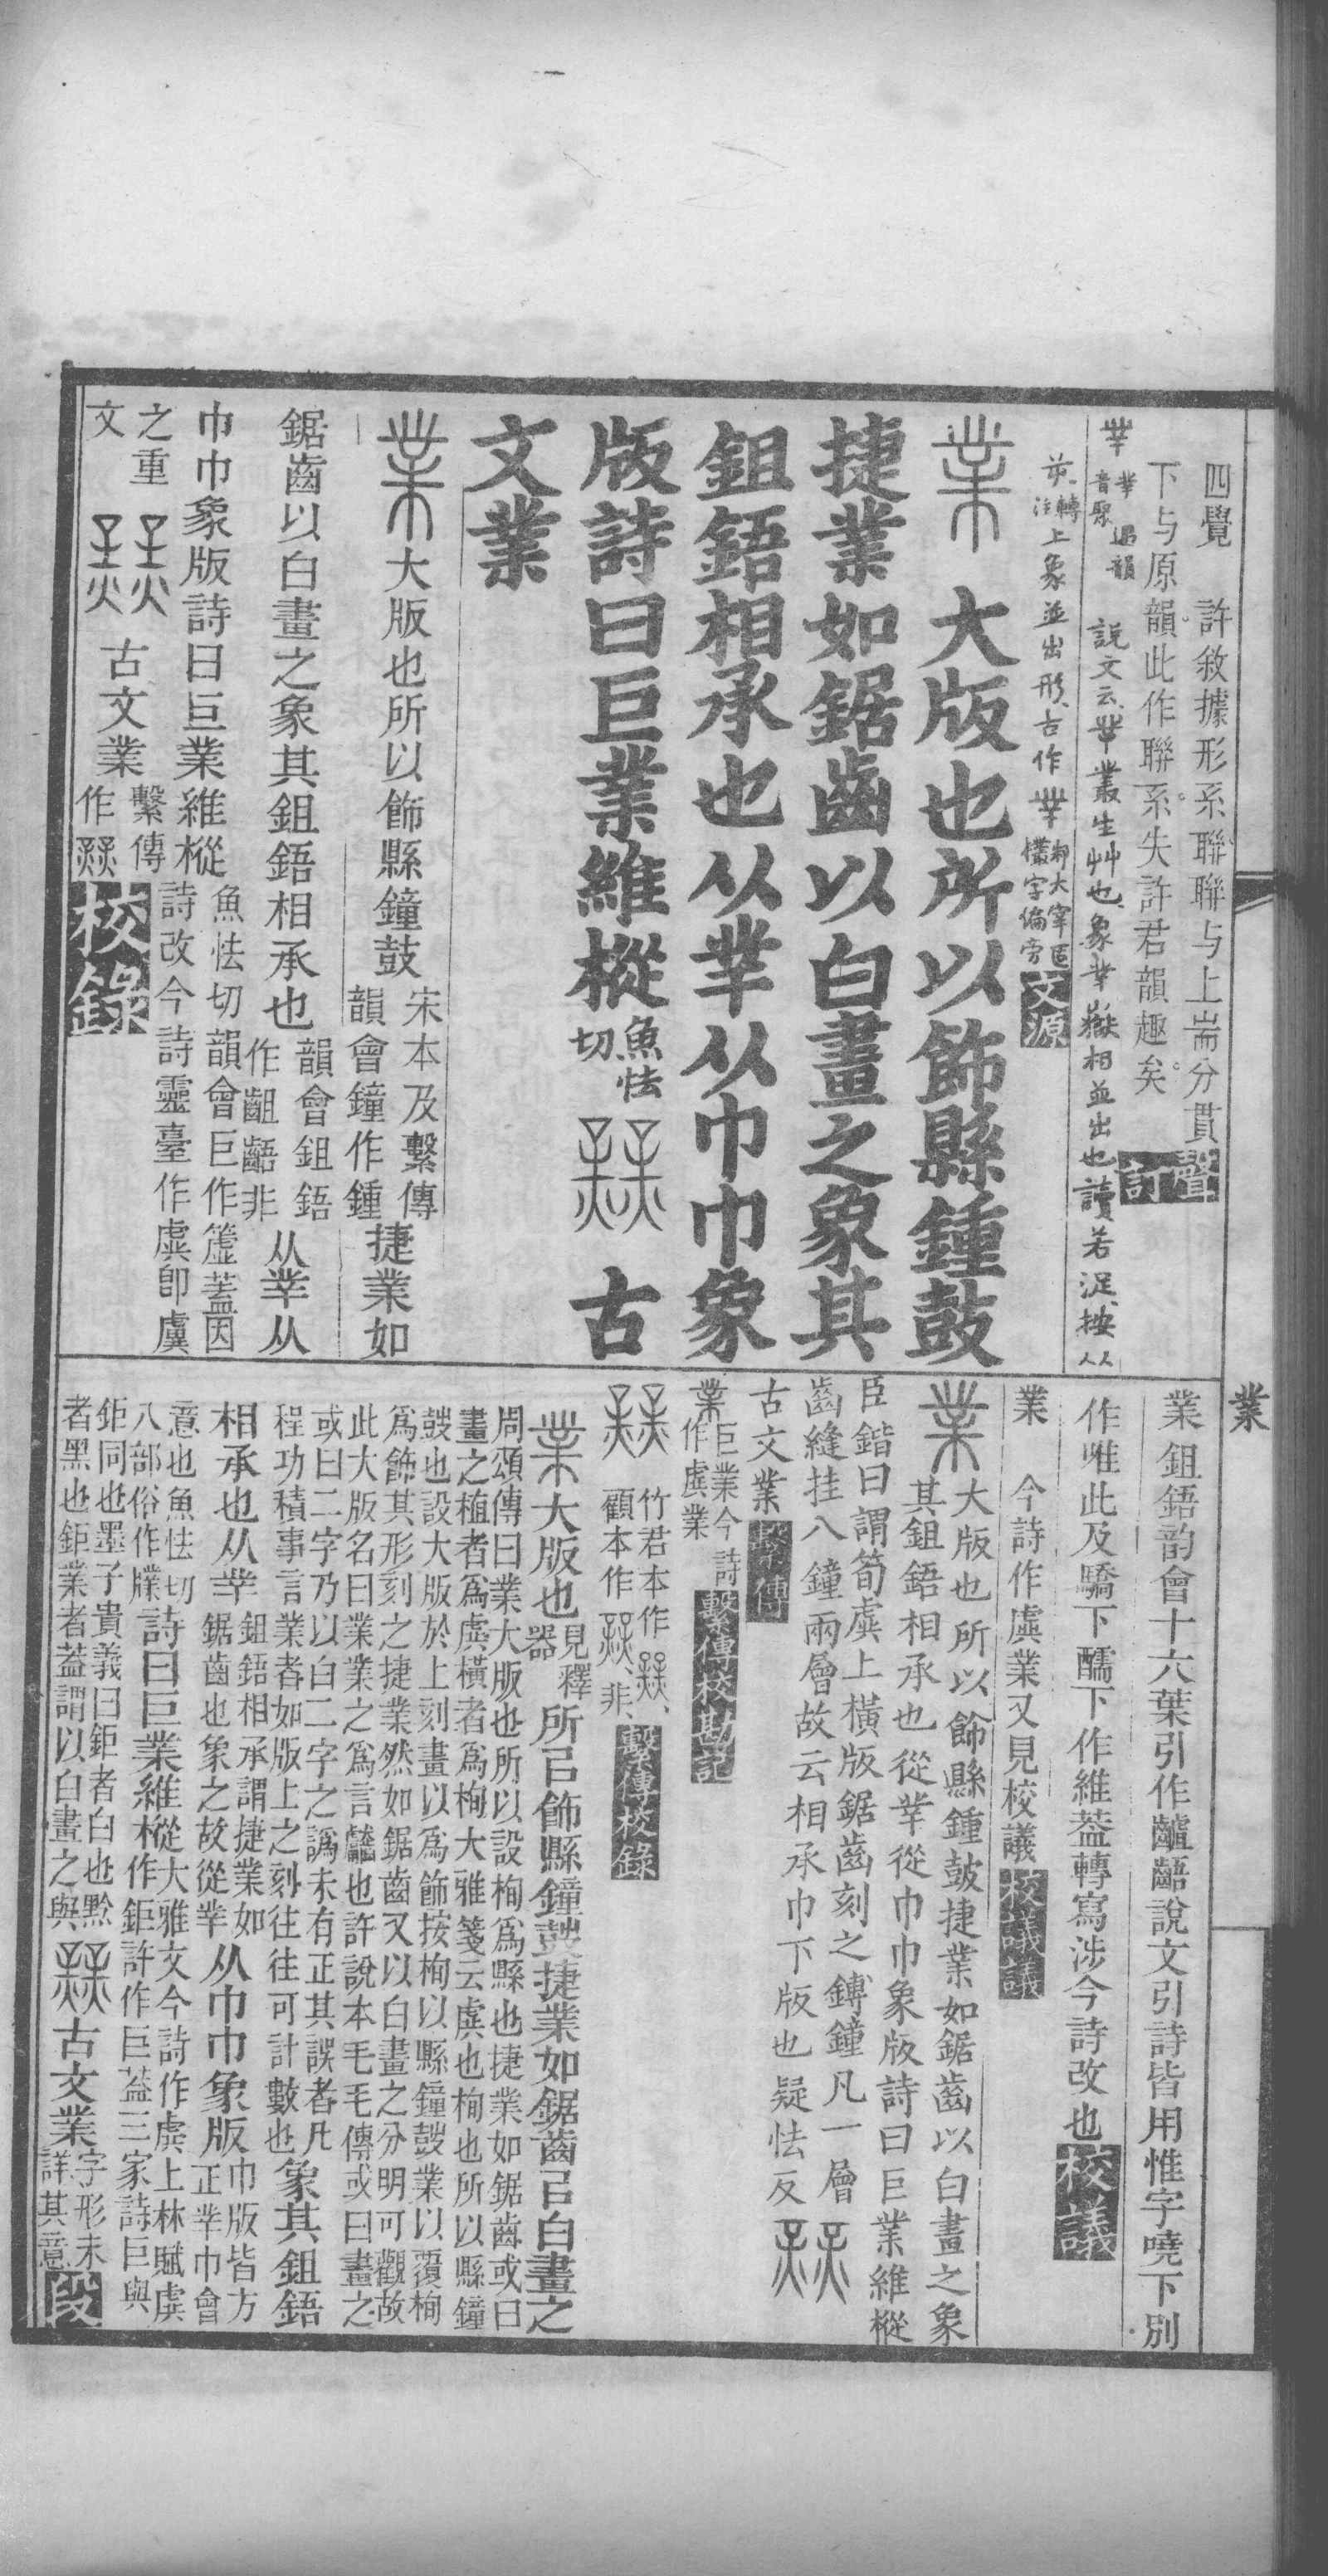 四覺　許敘據形系聯聯与上耑分貫
下与原韻此作聯系失許君韻趣矣
説文云丵叢生艸也象丵嶽相並出也讀若浞按从
上象並出形古作丵
文源
業　大版也所以飾縣鍾鼓
捷業如鋸齒以白畫之象其
鉏鋙相承也从丵从巾巾象
版詩曰巨業維樅魚怯切　古
文業
業大版也所以飾縣鐘鼓宋本及繫傳韻會鐘作鍾捷業如
鋸齒以白畫之象其鉏鋙相承也韻會鉏鋙作齟齬非从丵从
巾巾象版詩曰巨業維樅魚怯切韻會巨作簴蓋因詩改今詩靈臺作虡卽虞
之重文　古文業繫傳作　校錄
業
業鉏鋙韵會十六葉引作齇齬說文引詩皆用惟字嘵下別
作唯此及驕下醹下作維葢轉寫涉今詩改也校議
業　今詩作虡業又見校議　校議議
業大版也所以飾縣鍾鼓捷業如鋸齒以白畫之象
其鉏鋙相承也從丵從巾巾象版詩曰巨業維樅
臣鍇曰謂筍虡上橫版鋸齒刻之鏄鐘凡一層
齒縫挂八鐘兩層故云相承巾下版也疑怯反
古文業繫傳
業巨業今詩作虡業　繫傳校勘記
竹君本作　顧本作　非　繫傳校錄
業大版也見釋器所㠯飾縣鐘鼓捷業如鋸齒㠯白畫之
周頌傳曰業大版也所以設栒爲縣也捷業如鋸齒或曰
畫之植者爲虡橫者爲栒大雅箋云虡也栒也所以縣鐘
鼓也設大版於上刻畫以爲飾按栒以縣鐘鼓業以覆栒
爲飾其形刻之捷業然如鋸齒又以白畫之分明可觀故
此大版名曰業業之爲言齇也許說本毛毛傳或曰畫之
或曰二字乃以白二字之譌未有正其誤者凡
程功積事言業者如版上之刻往往可計數也象其鉏鋙
相承也从丵鉏鋙相承謂捷業如鋸齒也象之故從丵从巾巾象版巾版皆方正丵巾會
意也魚怯切八部俗作牒詩曰巨業維樅大雅文今詩作虡上林賦虡作鉅許作巨葢三家詩巨與
鉅同也墨子貴義曰鉅者白也黔者黑也鉅業者葢謂以白畫之與　古文業字形未詳其意　段